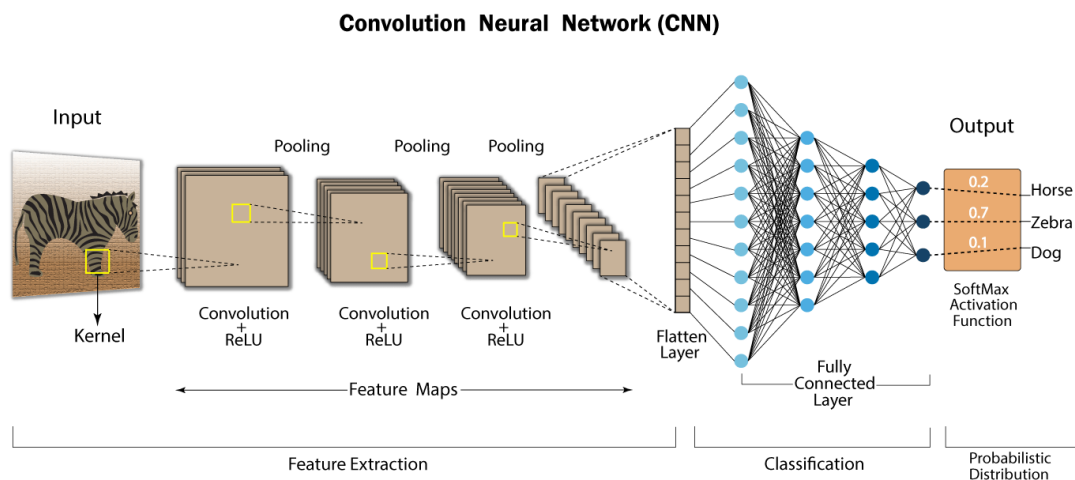 Convolution Neural Network (CNN)
Input
Output
Pooling
Pooling
Pooling
0.2
Horse
0.7
Zebra
0.1
Dog
Kernel
Convolution
+
ReLU
Convolution
+
ReLU
Convolution
+
ReLU
Flatten
Layer
SoftMax
Activation
Function
Feature Maps
Fully
Connected
Layer
Feature Extraction
Classification
Probabilistic
Distribution